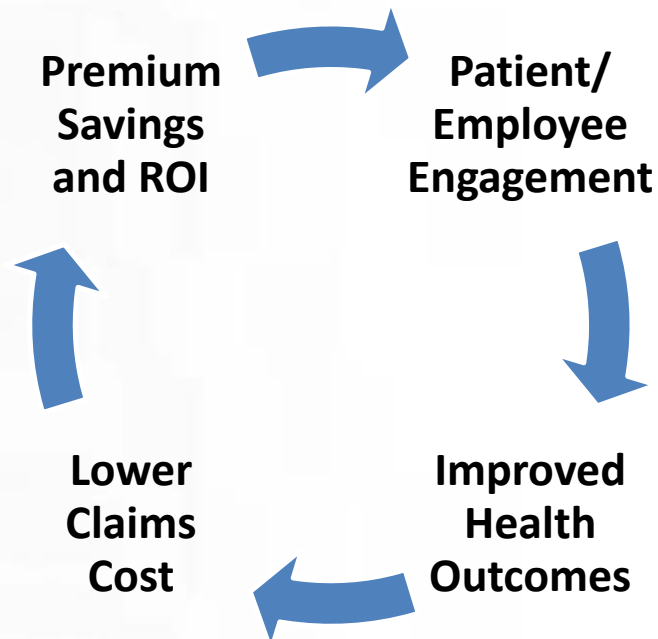 Premium
Savings
and ROI
Patient/
Employee
Engagement
Improved
Health
Outcomes
Lower
Claims
Cost